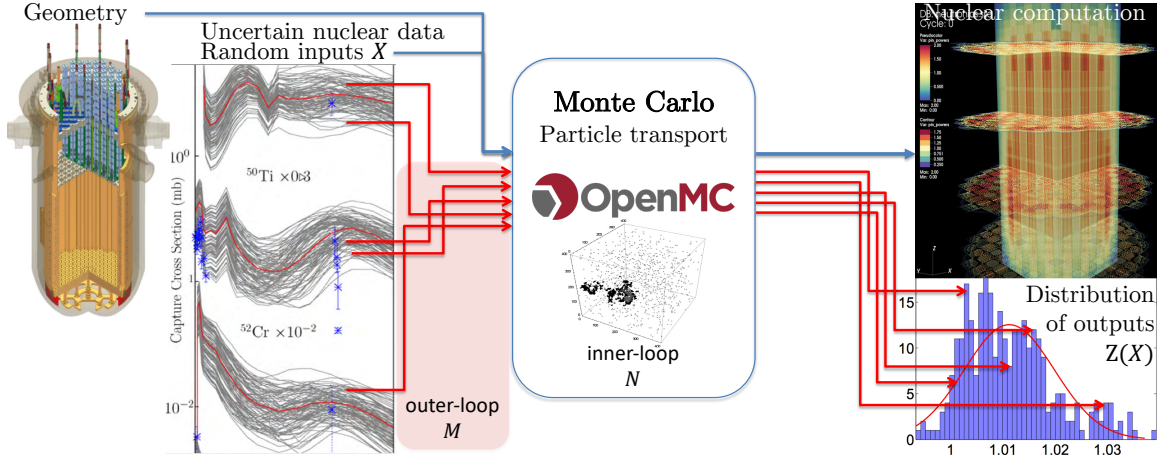 Geometry
Uncertain nuclear data
Random inputs X
Capture Cross Section (mb)
10⁰
1
10⁻²
⁵⁰Ti ×0.3
⁵²Cr ×10⁻²
outer-loop
M
Monte Carlo
Particle transport
OpenMC
inner-loop
N
Nuclear computation
Cycle: 0
Distribution
of outputs
Z(X)
15
10
5
0
1 1.01 1.02 1.03